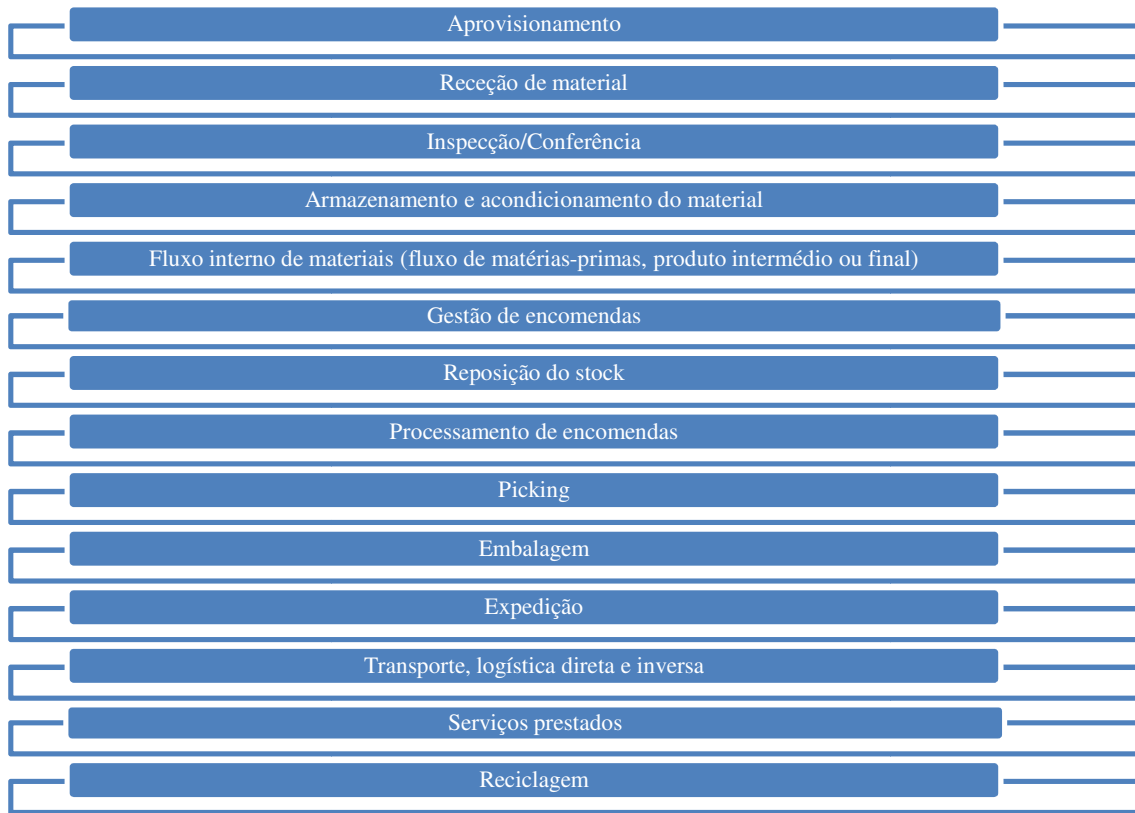 Aprovisionamento
Receção de material
Inspecção/Conferência
Armazenamento e acondicionamento do material
Fluxo interno de materiais (fluxo de matérias-primas, produto intermédio ou final)
Gestão de encomendas
Reposição do stock
Processamento de encomendas
Picking
Embalagem
Expedição
Transporte, logística direta e inversa
Serviços prestados
Reciclagem